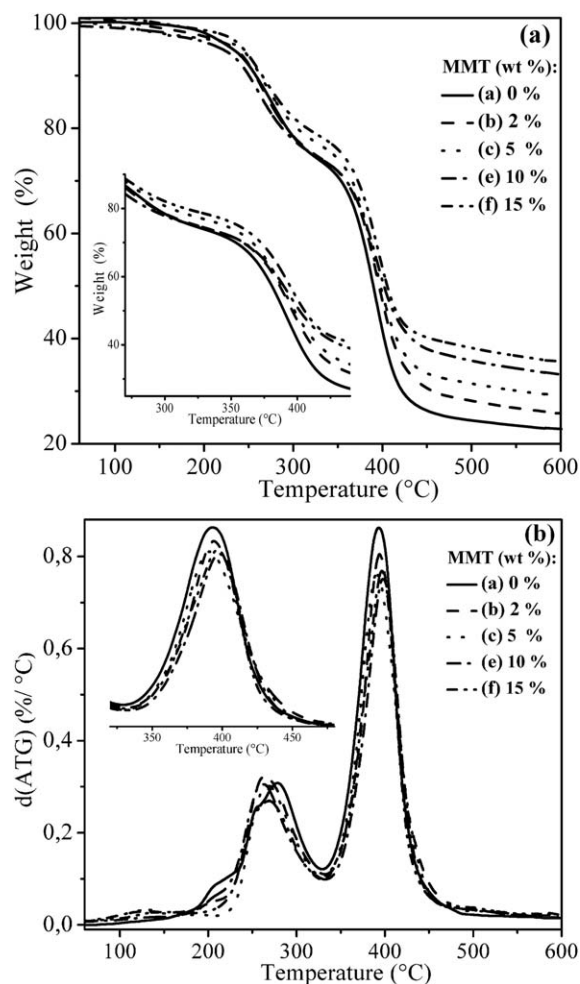 (a)
MMT (wt %):
(a) 0 %
(b) 2 %
(c) 5 %
(e) 10 %
(f) 15 %
100
80
60
40
20
Weight (%)
100 200 300 400 500 600
Temperature (°C)
80
60
40
Weight (%)
300 350 400
Temperature (°C)
(b)
MMT (wt %):
(a) 0 %
(b) 2 %
(c) 5 %
(e) 10 %
(f) 15 %
0,8
0,6
0,4
0,2
0,0
d(ATG) (%/ °C)
350 400 450
Temperature (°C)
100 200 300 400 500 600
Temperature (°C)